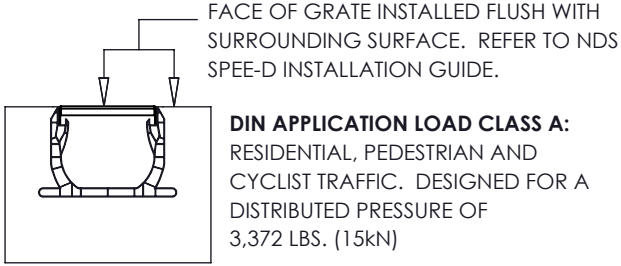 FACE OF GRATE INSTALLED FLUSH WITH
SURROUNDING SURFACE.  REFER TO NDS
SPEE-D INSTALLATION GUIDE.
DIN APPLICATION LOAD CLASS A:
RESIDENTIAL, PEDESTRIAN AND
CYCLIST TRAFFIC.  DESIGNED FOR A
DISTRIBUTED PRESSURE OF
3,372 LBS. (15kN)